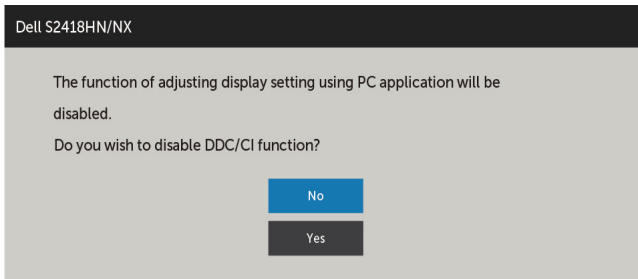 Dell S2418HN/NX
The function of adjusting display setting using PC application will be
disabled.
Do you wish to disable DDC/CI function?
No
Yes